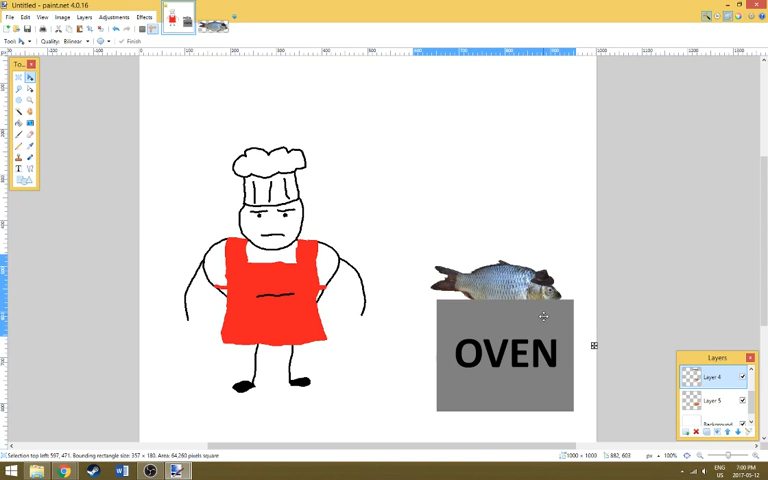 Untitled - paint.net 4.0.16
File Edit View Image Layers Adjustments Effects
Tool: Quality: Bilinear Finish
To...
OVEN
Layers
Layer 4
Layer 5
Background
Selection top left: 597, 471. Bounding rectangle size: 357 × 180. Area: 64,260 pixels square
1000 × 1000
882, 603
px
100%
ENG
US
7:00 PM
2017-03-12